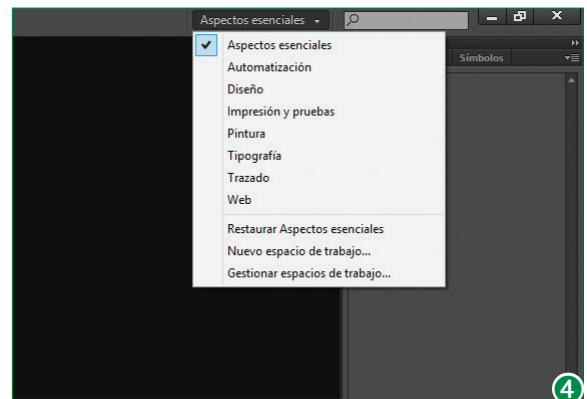 Aspectos esenciales
Aspectos esenciales
Símbolos
Automatización
Diseño
Impresión y pruebas
Pintura
Tipografía
Trazado
Web
Restaurar Aspectos esenciales
Nuevo espacio de trabajo...
Gestionar espacios de trabajo...
4